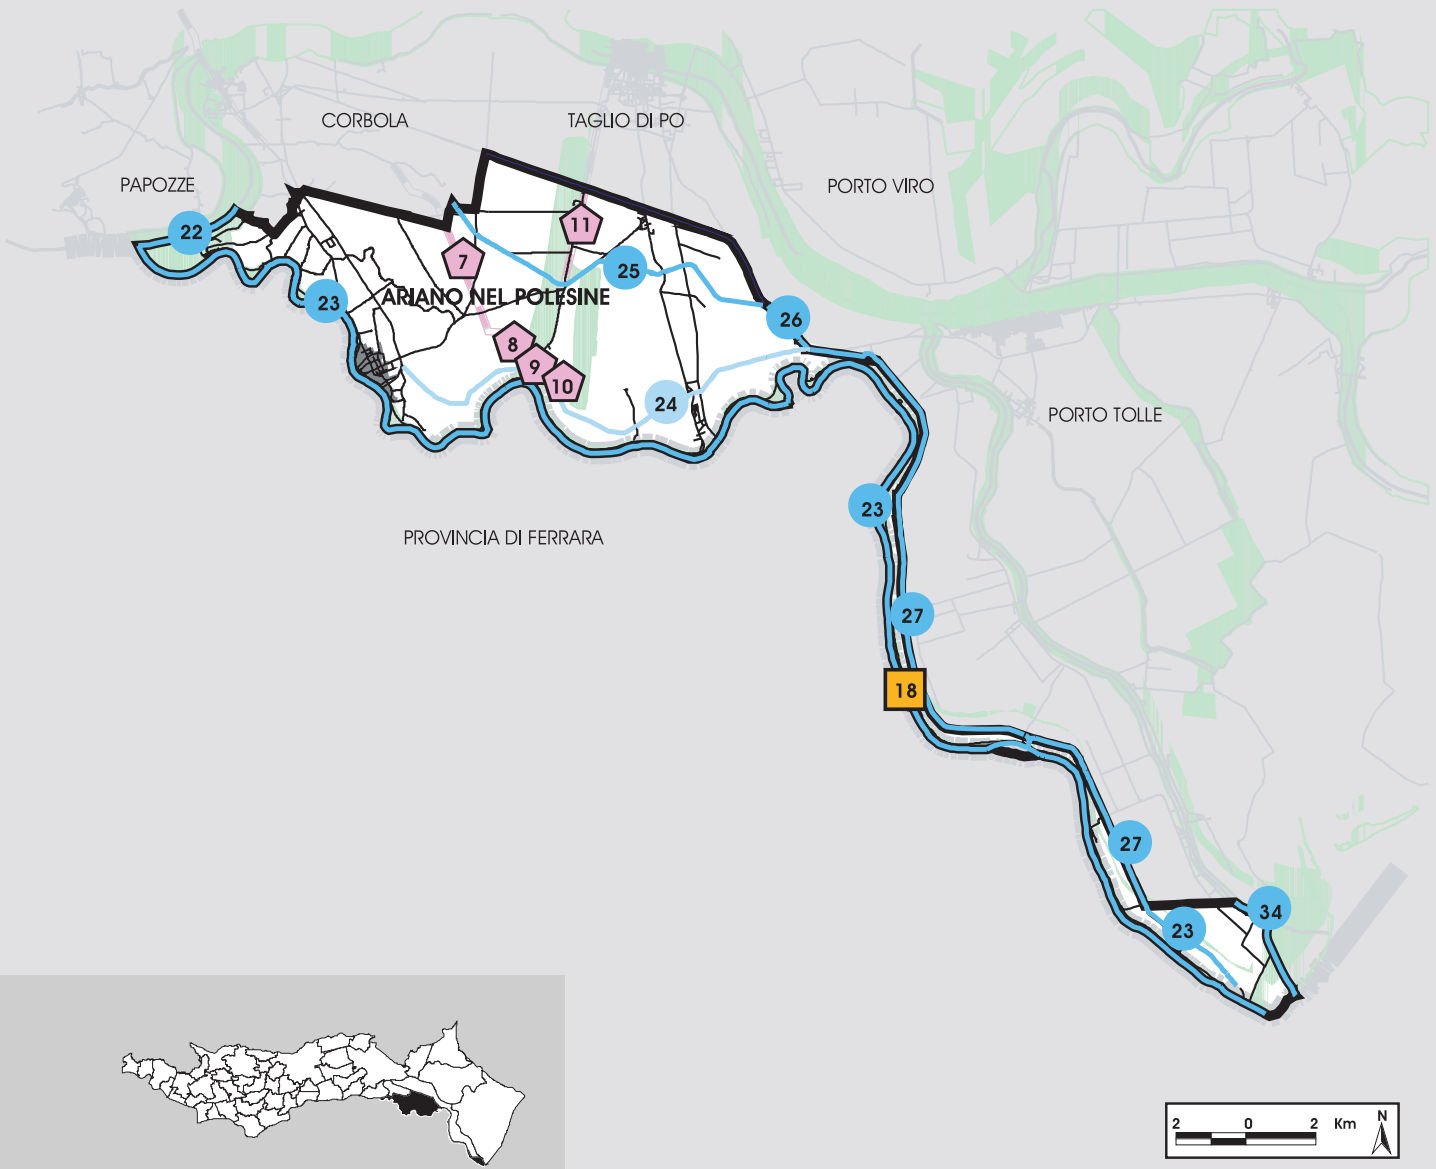 CORBOLA
TAGLIO DI PO
PAPOZZE
PORTO VIRO
22
11
7
25
23
ARIANO NEL POLESINE
26
8
9
10
24
PORTO TOLLE
23
PROVINCIA DI FERRARA
27
18
27
34
23
2 0 2 Km N